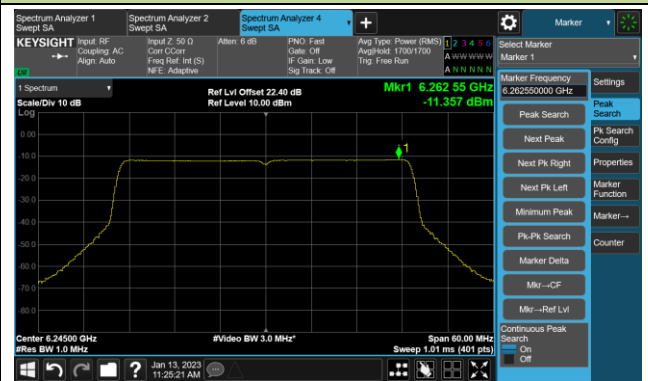 Spectrum Analyzer 1
Swept SA
Spectrum Analyzer 2
Swept SA
Spectrum Analyzer 4
Swept SA
Marker
KEYSIGHT
Input: RF
Coupling: AC
Align: Auto
Input Z: 50 Ω
Corr CCorr
Freq Ref: Int (S)
NFE: Adaptive
Atten: 6 dB
PNO: Fast
Gate: Off
IF Gain: Low
Sig Track: Off
Avg Type: Power (RMS)
Avg|Hold: 1700/1700
Trig: Free Run
1 2 3 4 5 6
A W W W W W
A N N N N N
Select Marker
Marker 1
1 Spectrum
Scale/Div 10 dB
Log
Ref Lvl Offset 22.40 dB
Ref Level 10.00 dBm
Mkr1 6.262 55 GHz
-11.357 dBm
0.00
-10.0
-20.0
-30.0
-40.0
-50.0
-60.0
-70.0
-80.0
1
Center 6.24500 GHz
#Res BW 1.0 MHz
#Video BW 3.0 MHz*
Span 60.00 MHz
Sweep 1.01 ms (401 pts)
Marker Frequency
6.262550000 GHz
Peak Search
Next Peak
Next Pk Right
Next Pk Left
Minimum Peak
Pk-Pk Search
Marker Delta
Mkr→CF
Mkr→Ref Lvl
Continuous Peak
Search
On
Off
Settings
Peak
Search
Pk Search
Config
Properties
Marker
Function
Marker→
Counter
?
Jan 13, 2023
11:25:21 AM